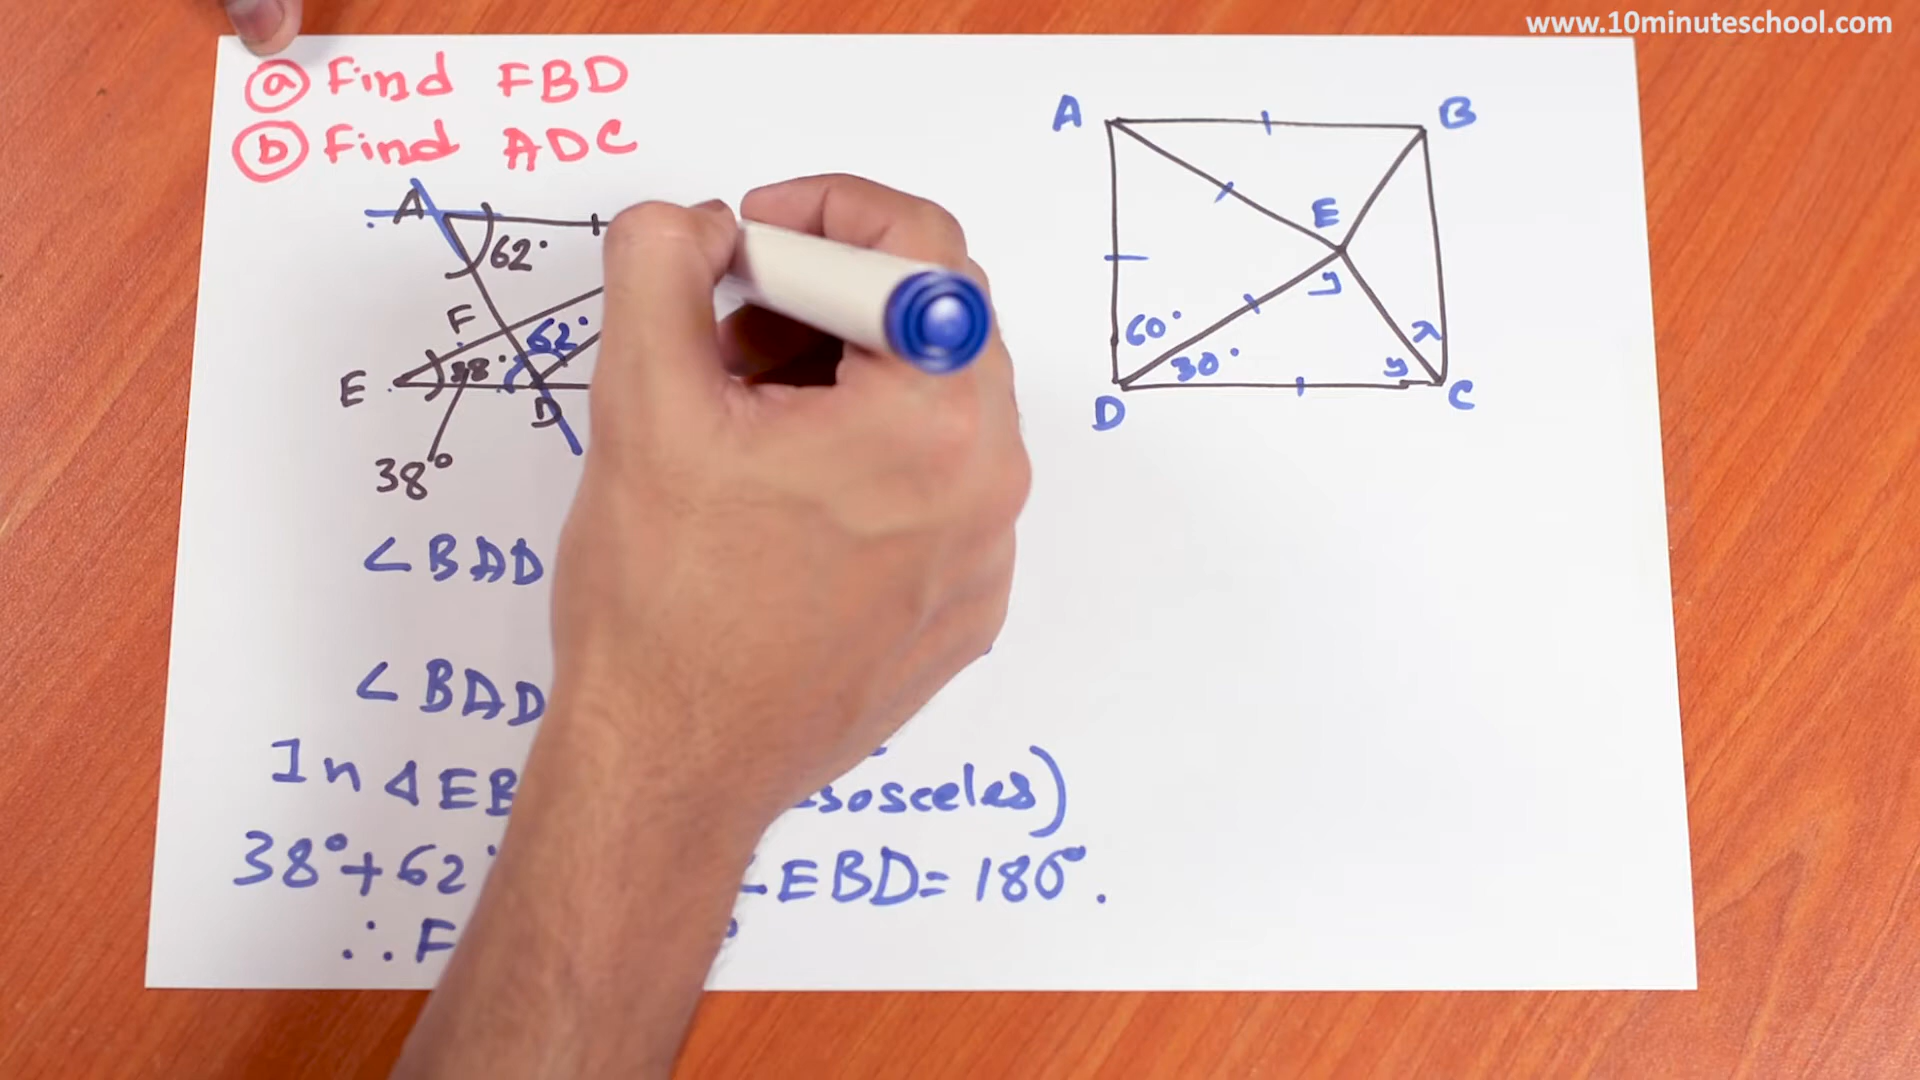 www.10minuteschool.com
ⓐ Find FBD
ⓑ Find ADC
A
62°
F
62°
E
38°
D
38°
A
B
E
y
60°
x
30°
y
D
C
<BAD
<BAD
In △EB
38°+62°
EBD=180°.
∴ F